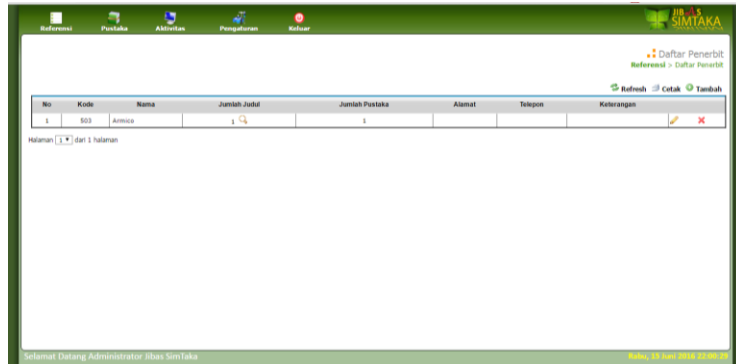 JIBAS
SIMTAKA
Referensi Pustaka Aktivitas Pengaturan Keluar
Daftar Penerbit
Referensi > Daftar Penerbit
Refresh Cetak Tambah
No Kode Nama Jumlah Judul Jumlah Pustaka Alamat Telepon Keterangan
1 503 Armico 1 1
Halaman 1 dari 1 halaman
Selamat Datang Administrator Jibas SimTaka Rabu, 15 Juni 2016 22:00:29